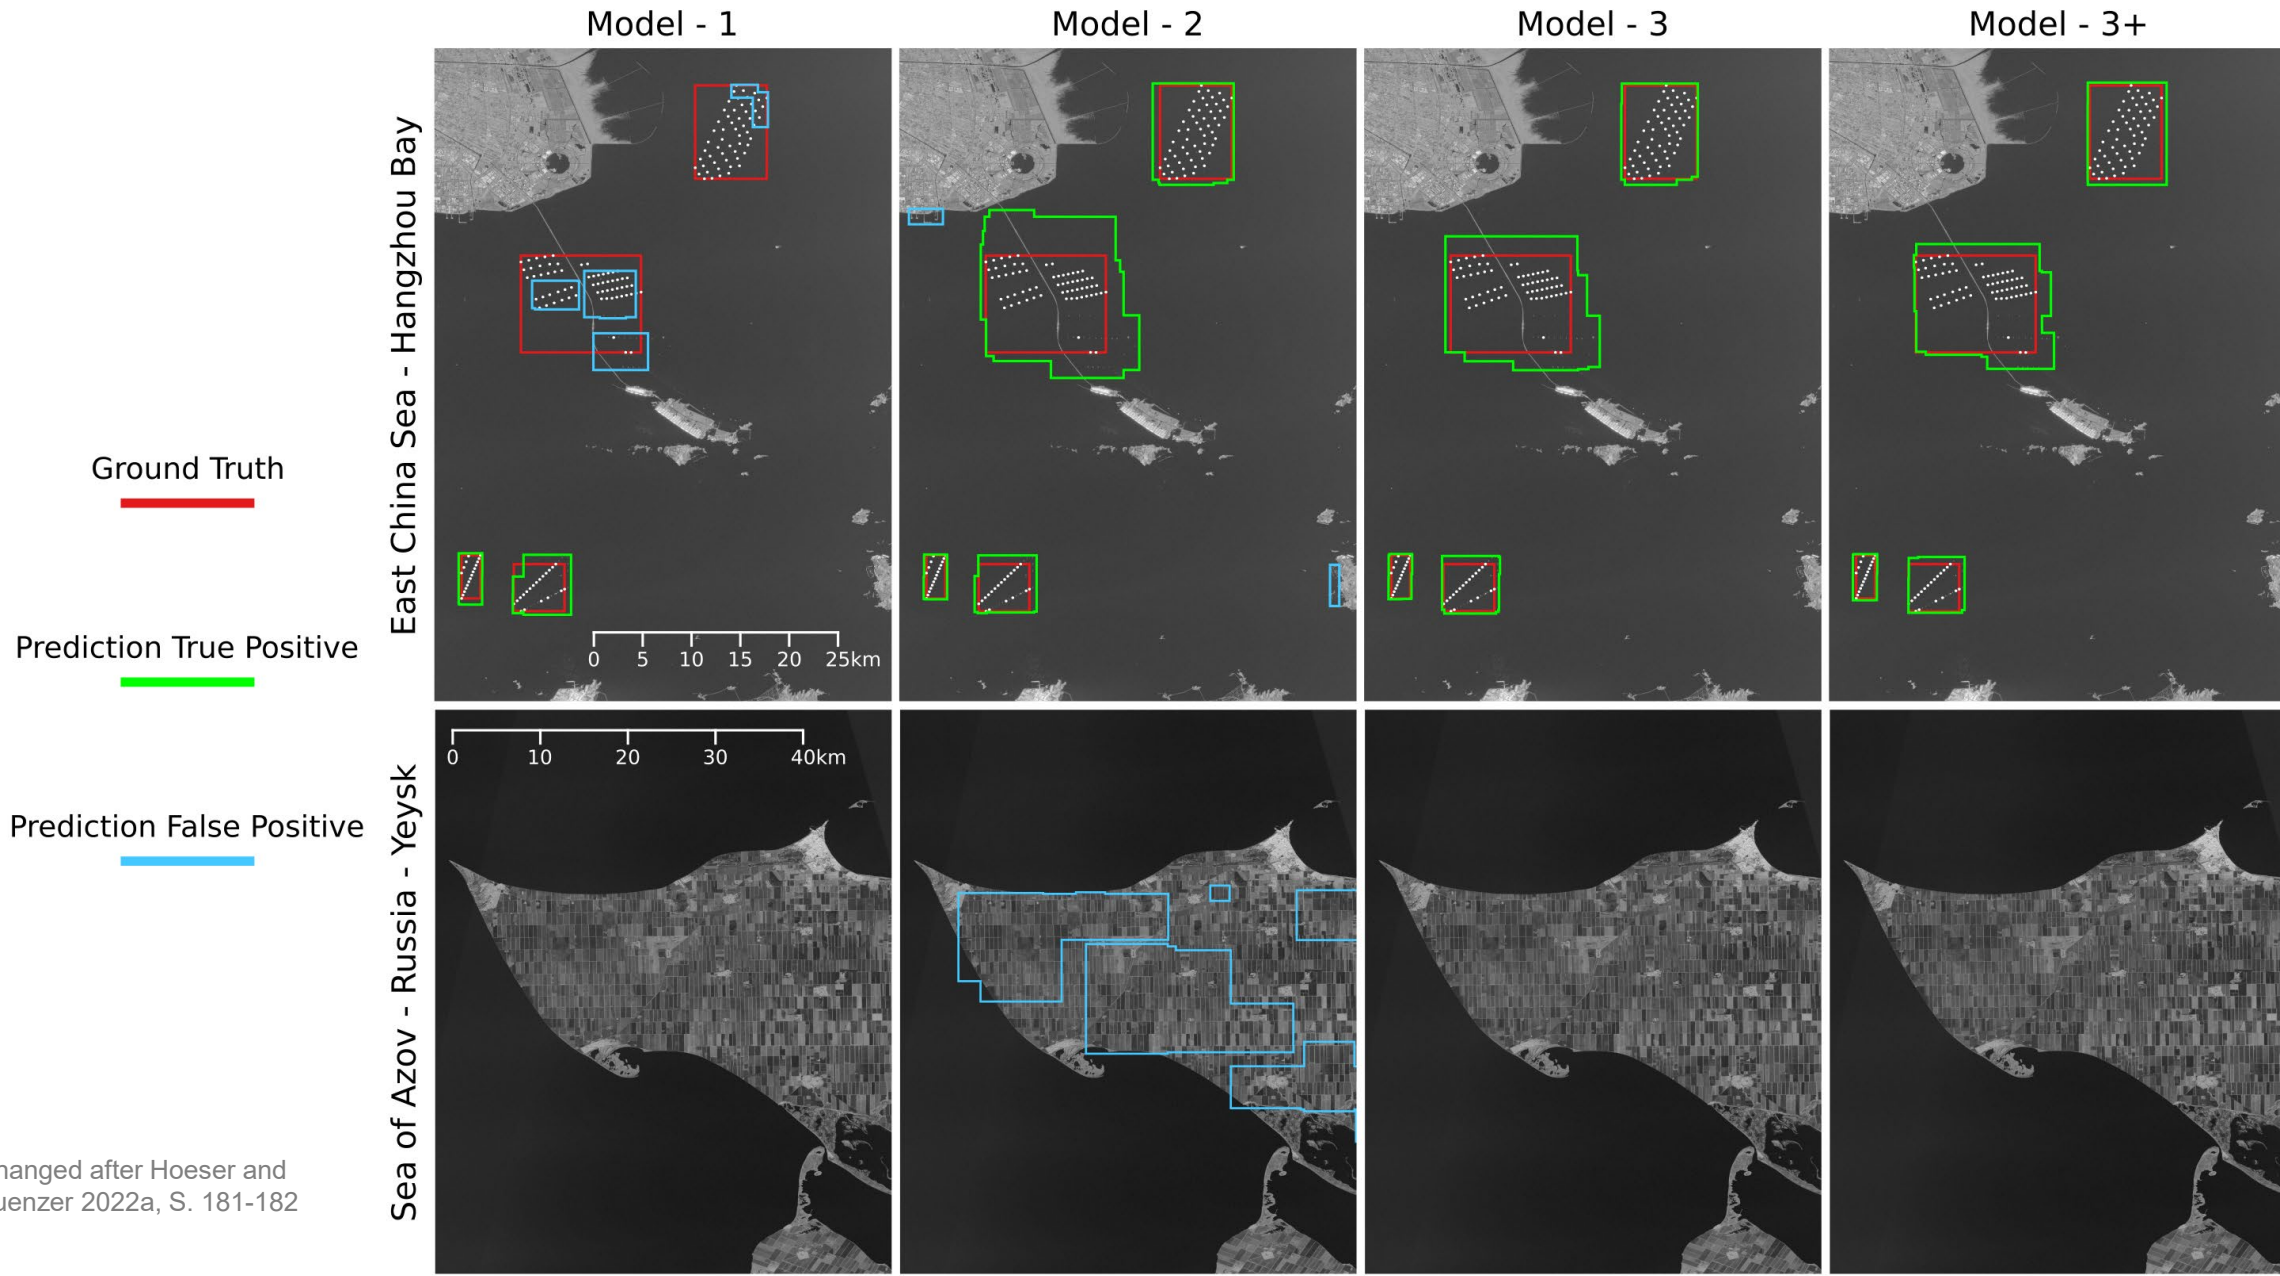 Model - 1
Model - 2
Model - 3
Model - 3+
East China Sea - Hangzhou Bay
Ground Truth
Prediction True Positive
0 5 10 15 20 25km
0 10 20 30 40km
Prediction False Positive
Sea of Azov - Russia - Yeysk
after Hoeser and
2022a, S. 181-182